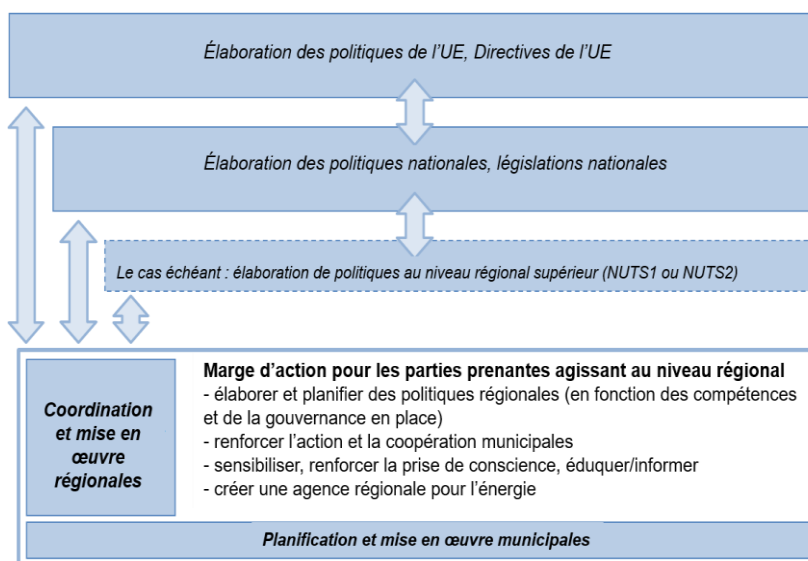 Élaboration des politiques de l’UE, Directives de l’UE
Élaboration des politiques nationales, législations nationales
Le cas échéant : élaboration de politiques au niveau régional supérieur (NUTS1 ou NUTS2)
Coordination
et mise en
œuvre
régionales
Marge d’action pour les parties prenantes agissant au niveau régional
- élaborer et planifier des politiques régionales (en fonction des compétences
et de la gouvernance en place)
- renforcer l’action et la coopération municipales
- sensibiliser, renforcer la prise de conscience, éduquer/informer
- créer une agence régionale pour l’énergie
Planification et mise en œuvre municipales